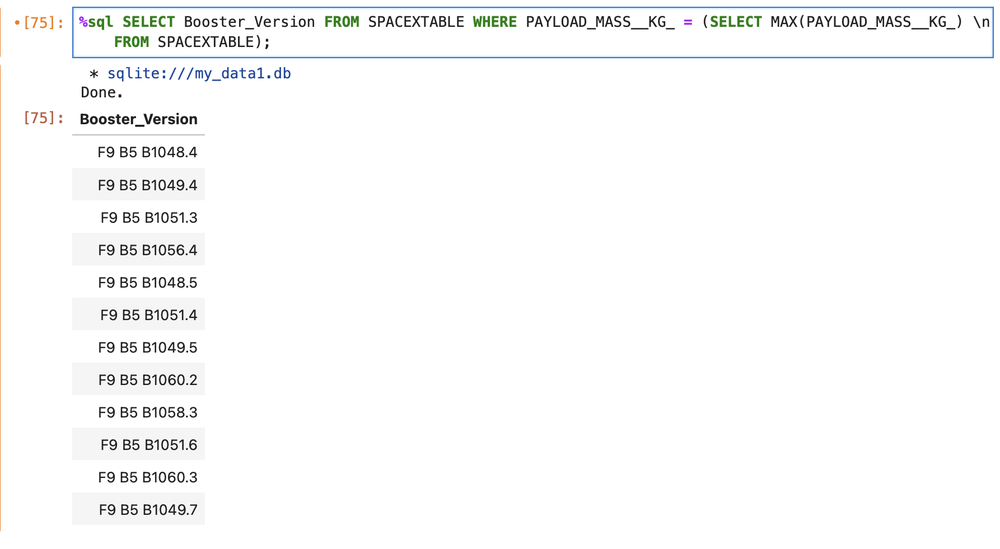 •[75]: %sql SELECT Booster_Version FROM SPACEXTABLE WHERE PAYLOAD_MASS__KG_ = (SELECT MAX(PAYLOAD_MASS__KG_) \n
FROM SPACEXTABLE);
* sqlite:///my_data1.db
Done.
[75]: Booster_Version
F9 B5 B1048.4
F9 B5 B1049.4
F9 B5 B1051.3
F9 B5 B1056.4
F9 B5 B1048.5
F9 B5 B1051.4
F9 B5 B1049.5
F9 B5 B1060.2
F9 B5 B1058.3
F9 B5 B1051.6
F9 B5 B1060.3
F9 B5 B1049.7